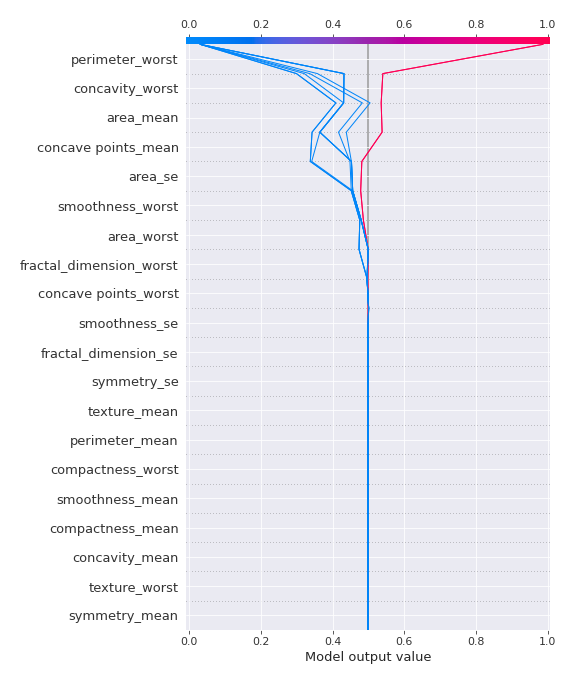 0.0 0.2 0.4 0.6 0.8 1.0
perimeter_worst
concavity_worst
area_mean
concave points_mean
area_se
smoothness_worst
area_worst
fractal_dimension_worst
concave points_worst
smoothness_se
fractal_dimension_se
symmetry_se
texture_mean
perimeter_mean
compactness_worst
smoothness_mean
compactness_mean
concavity_mean
texture_worst
symmetry_mean
0.0 0.2 0.4 0.6 0.8 1.0
Model output value